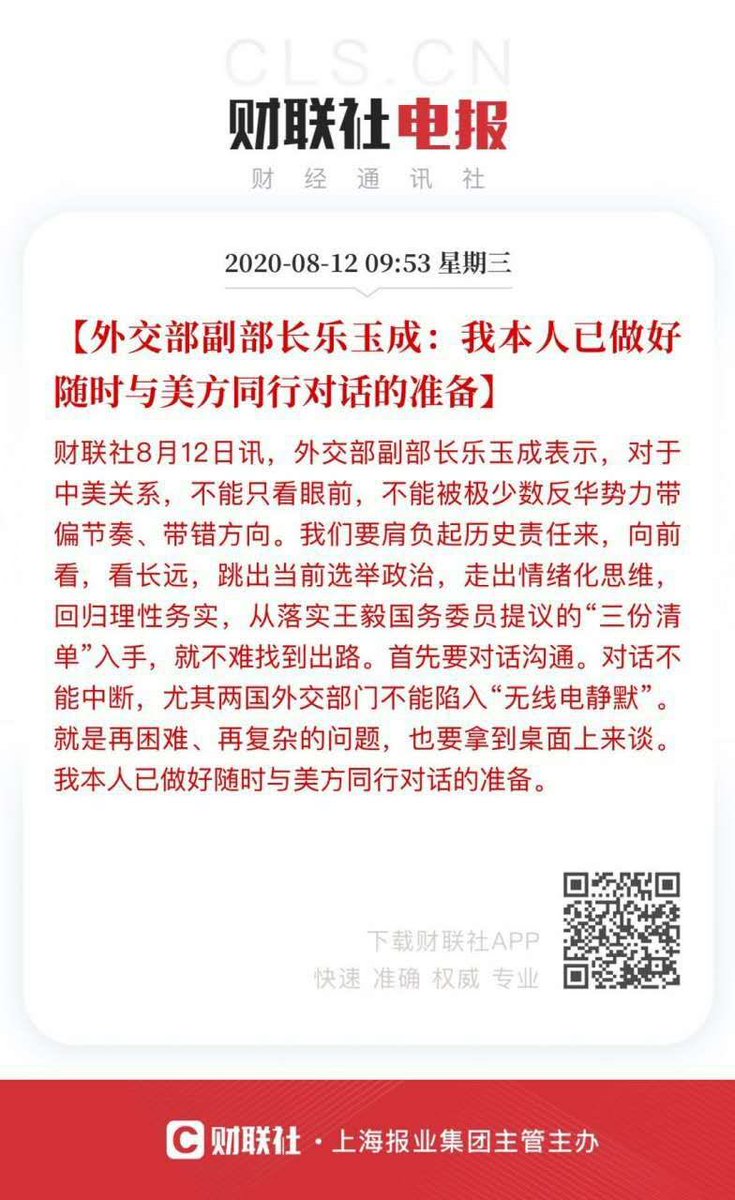 CLS.CN
财联社电报
财经通讯社
2020-08-12 09:53 星期三
【外交部副部长乐玉成：我本人已做好
随时与美方同行对话的准备】
财联社8月12日讯，外交部副部长乐玉成表示，对于
中美关系，不能只看眼前，不能被极少数反华势力带
偏节奏、带错方向。我们要肩负起历史责任来，向前
看，看长远，跳出当前选举政治，走出情绪化思维，
回归理性务实，从落实王毅国务委员提议的“三份清
单”入手，就不难找到出路。首先要对话沟通。对话不
能中断，尤其两国外交部门不能陷入“无线电静默”。
就是再困难、再复杂的问题，也要拿到桌面上来谈。
我本人已做好随时与美方同行对话的准备。
下载财联社APP
快速 准确 权威 专业
C 财联社·上海报业集团主管主办